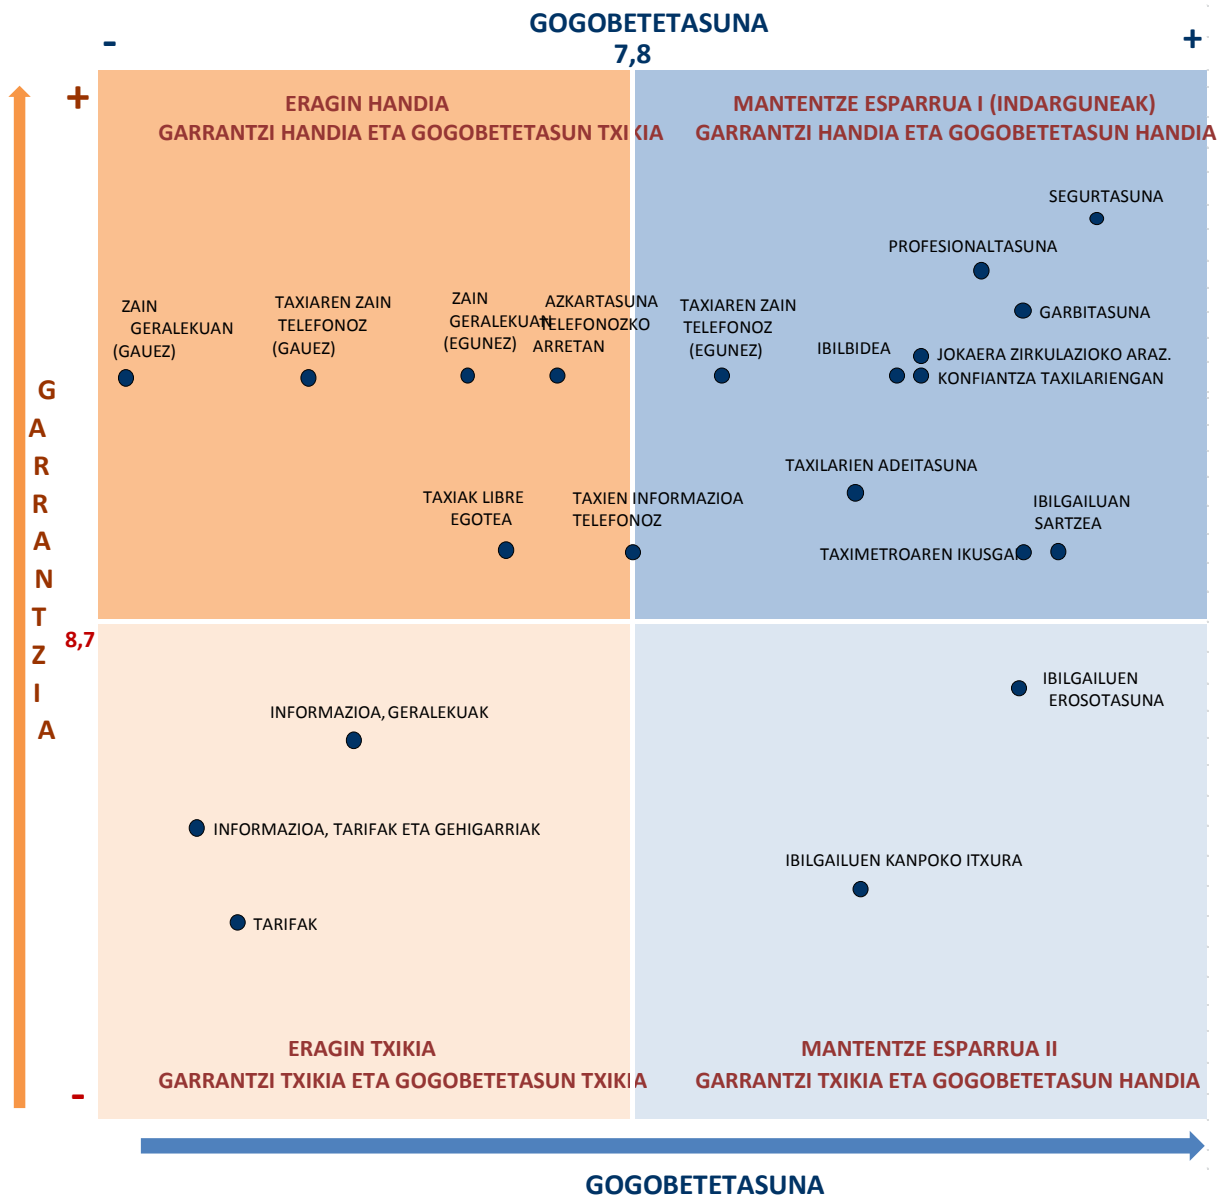 GOGOBETETASUNA
-
7,8
+
+
ERAGIN HANDIA
GARRANTZI HANDIA ETA GOGOBETETASUN TXIKIA
MANTENTZE ESPARRUA I (INDARGUNEAK)
GARRANTZI HANDIA ETA GOGOBETETASUN HANDIA
SEGURTASUNA
PROFESIONALTASUNA
GARBITASUNA
ZAIN
GERALEKUAN
(GAUEZ)
TAXIAREN ZAIN
TELEFONOZ
(GAUEZ)
ZAIN
GERALEKUAN
(EGUNEZ)
AZKARTASUNA
TELEFONOZKO
ARRETAN
TAXIAREN ZAIN
TELEFONOZ
(EGUNEZ)
IBILBIDEA
JOKAERA ZIRKULAZIOKO ARAZ.
KONFIANTZA TAXILARIENGAN
TAXILARIEN ADEITASUNA
TAXIAK LIBRE
EGOTEA
TAXIEN INFORMAZIOA
TELEFONOZ
IBILGAILUAN
SARTZEA
TAXIMETROAREN IKUSGAI
GARRANTZIA
8,7
IBILGAILUEN
EROSOTASUNA
INFORMAZIOA, GERALEKUAK
INFORMAZIOA, TARIFAK ETA GEHIGARRIAK
IBILGAILUEN KANPOKO ITXURA
TARIFAK
ERAGIN TXIKIA
GARRANTZI TXIKIA ETA GOGOBETETASUN TXIKIA
MANTENTZE ESPARRUA II
GARRANTZI TXIKIA ETA GOGOBETETASUN HANDIA
-
GOGOBETETASUNA